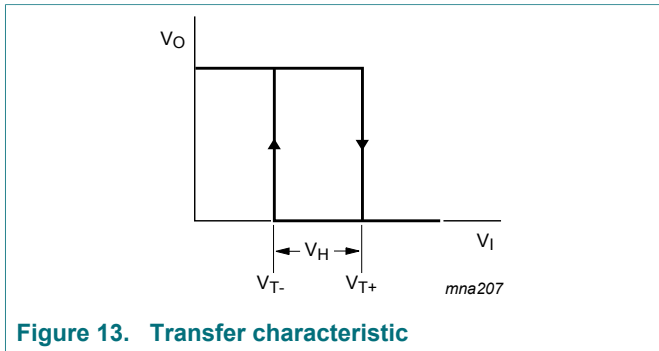 VO
VH
VI
VT-
VT+
mna207
Figure 13. Transfer characteristic